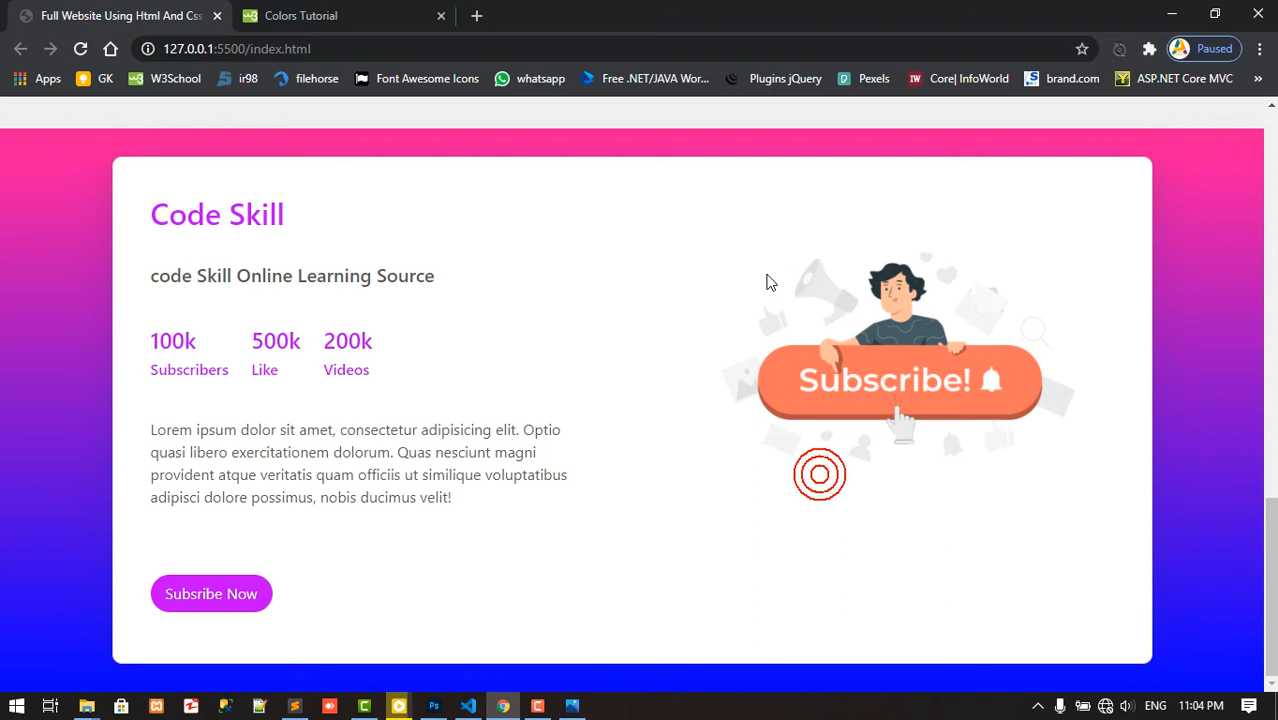 Full Website Using Html And Css
Colors Tutorial
127.0.0.1:5500/index.html
Paused
Apps
GK
W3School
ir98
filehorse
Font Awesome Icons
whatsapp
Free .NET/JAVA Wor...
Plugins jQuery
Pexels
Core| InfoWorld
brand.com
ASP.NET Core MVC
»
Code Skill
code Skill Online Learning Source
100k 500k 200k
Subscribers Like Videos
Lorem ipsum dolor sit amet, consectetur adipisicing elit. Optio
quasi libero exercitationem dolorum. Quas nesciunt magni
provident atque veritatis quam officiis ut similique voluptatibus
adipisci dolore possimus, nobis ducimus velit!
Subsribe Now
Subscribe!
ENG
11:04 PM